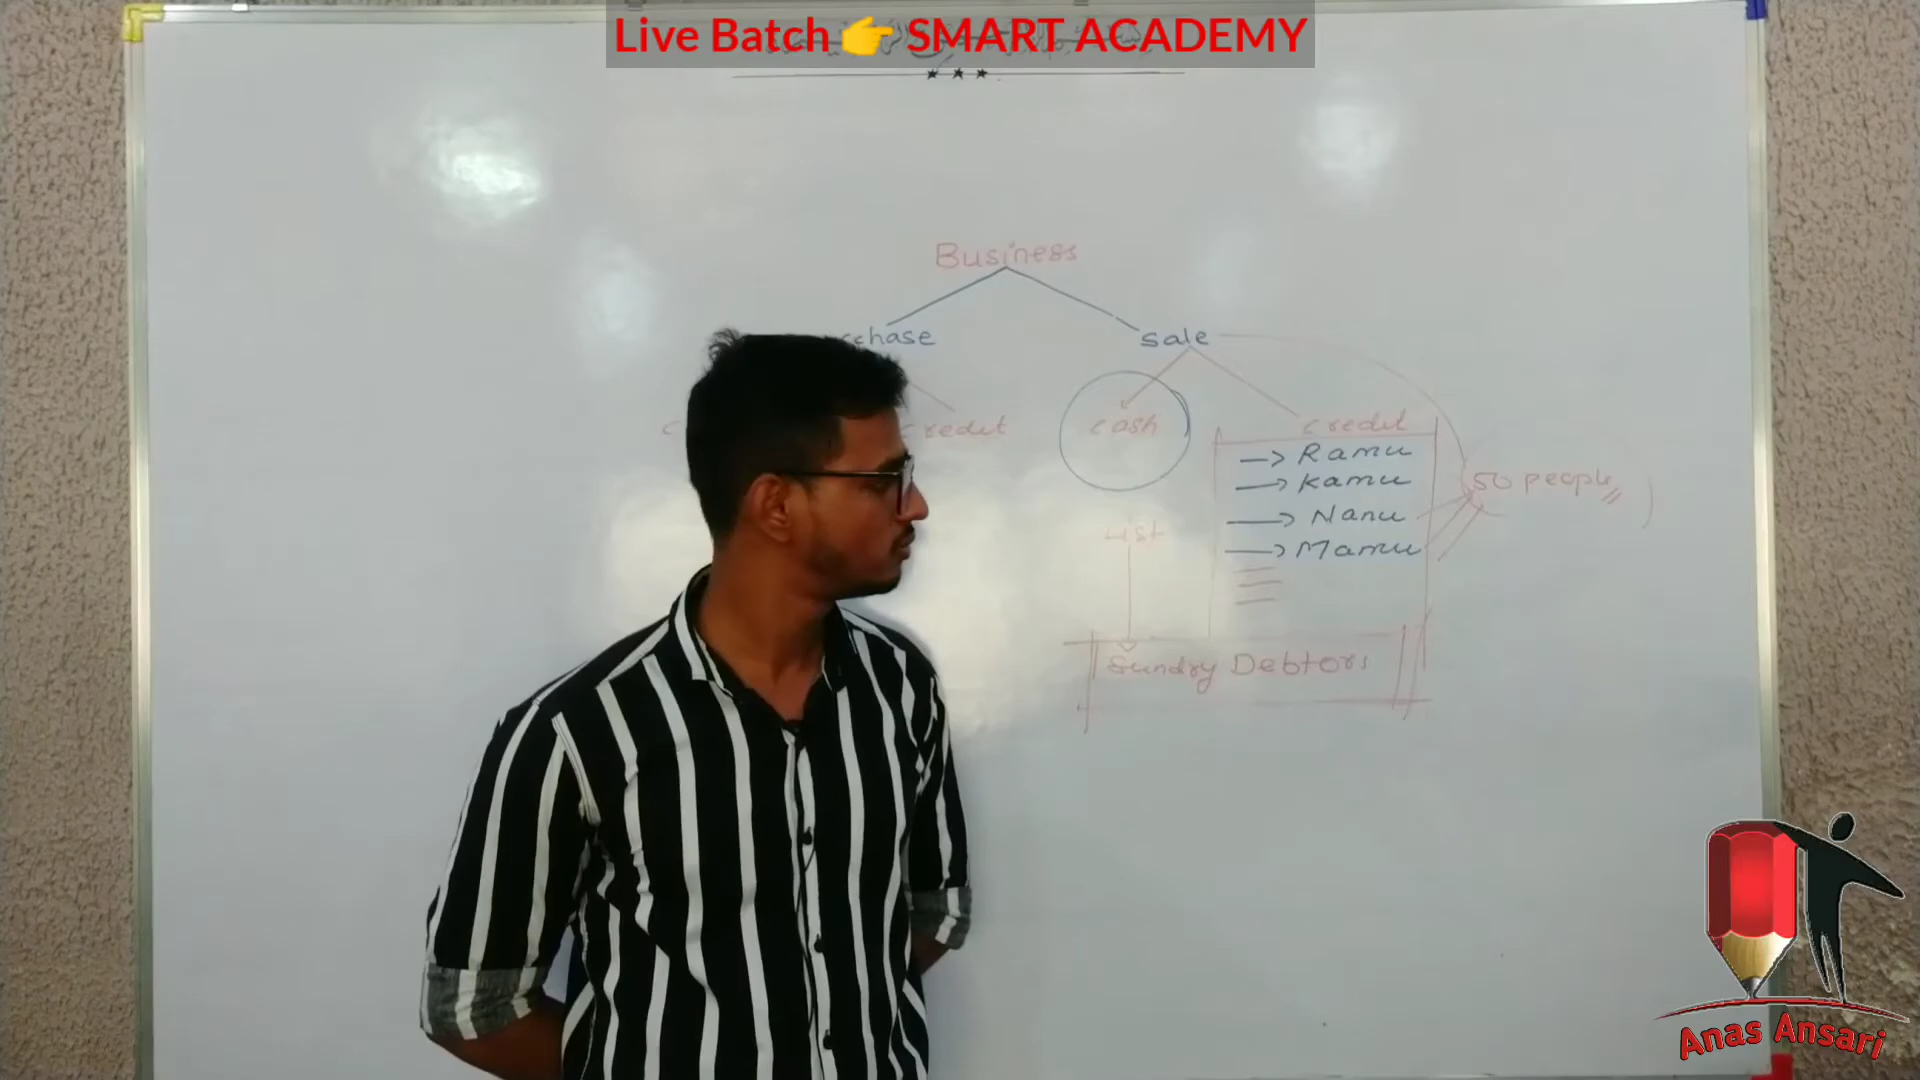 Live Batch 👉 SMART ACADEMY
Business
chase
sale
credit
cash
credit
Ramu
Kamu
50 people
Nanu
List
Mamu
Sundry Debtors
Anas Ansari